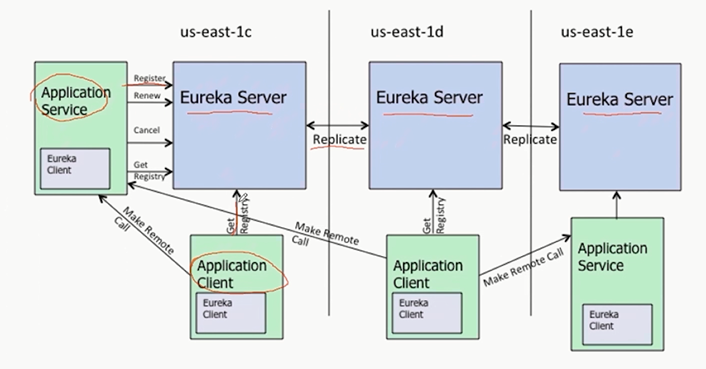 us-east-1c
us-east-1d
us-east-1e
Application
Service
Eureka
Client
Register
Renew
Cancel
Get
Registry
Eureka Server
Replicate
Eureka Server
Replicate
Eureka Server
Make Remote
Call
Get
Registry
Make Remote
Call
Get
Registry
Make Remote Call
Application
Client
Eureka
Client
Application
Client
Eureka
Client
Application
Service
Eureka
Client